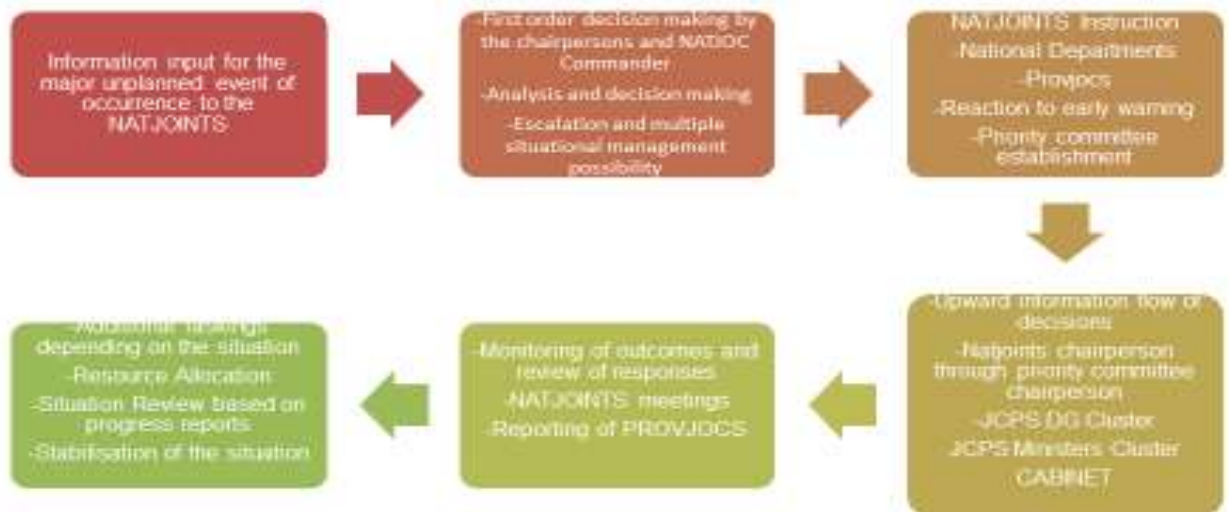 Information input for the
major unplanned event of
occurrence to the
NATJOINTS
-First order decision making by
the chairpersons and NATJOC
Commander
-Analysis and decision making
-Escalation and multiple
situational management
possibility
NATJOINTS Instruction
-National Departments
-Provjocs
-Reaction to early warning
-Priority committee
establishment
-Upward information flow of
decisions
-Natjoints chairperson
through priority committee
chairperson
-JCPS DG Cluster
JCPS Ministers Cluster
CABINET
-Monitoring of outcomes and
review of responses
-NATJOINTS meetings
-Reporting of PROVJOCS
-Additional taskings
depending on the situation
-Resource Allocation
-Situation Review based on
progress reports
-Stabilisation of the situation